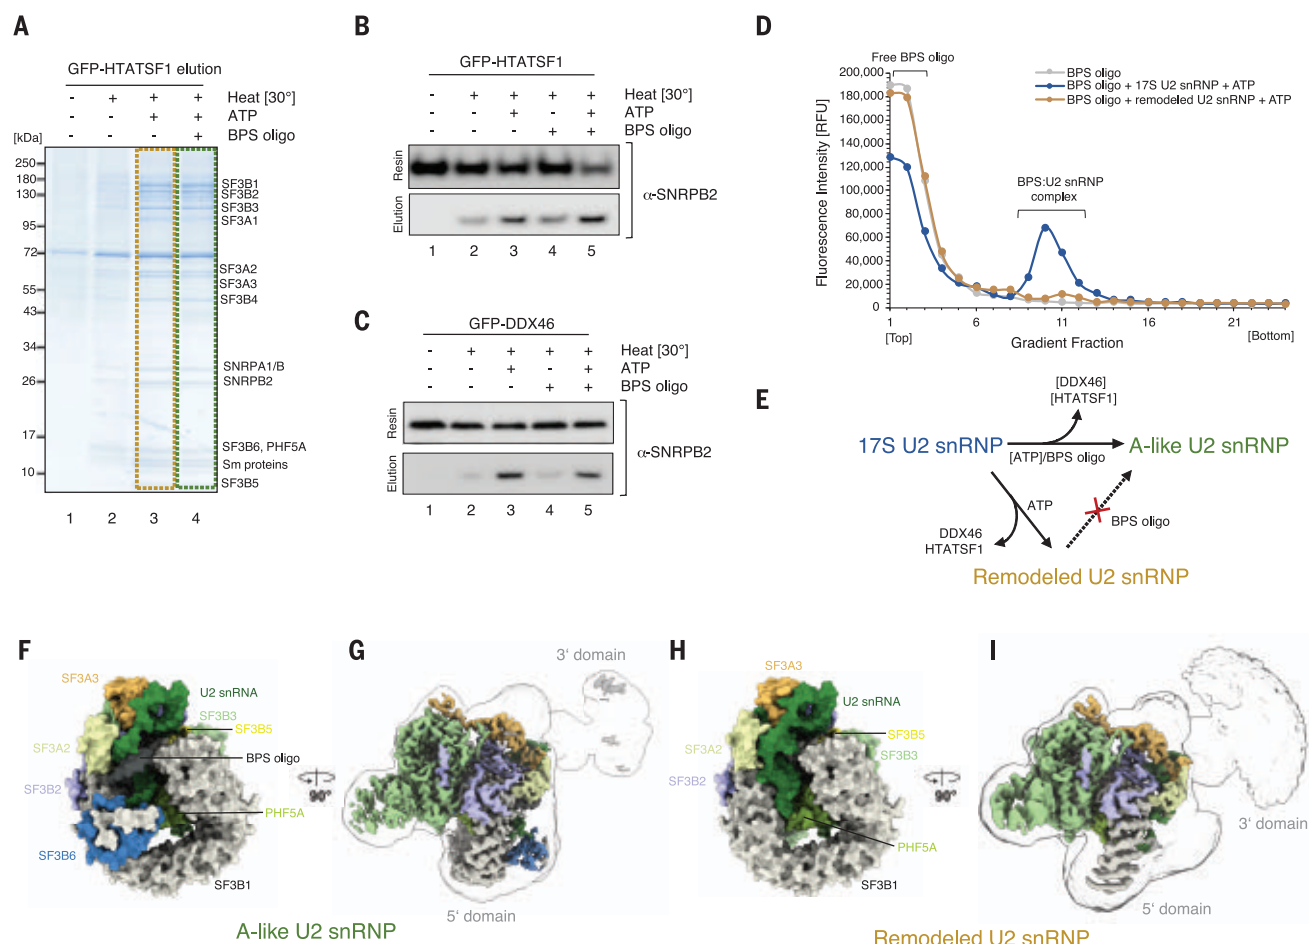 A
GFP-HTATSF1 elution
- + + + Heat [30°]
- - + + ATP
- - - + BPS oligo
[kDa]
250
180
130
95
72
55
43
34
26
17
10
SF3B1
SF3B2
SF3B3
SF3A1
SF3A2
SF3A3
SF3B4
SNRPA1/B
SNRPB2
SF3B6, PHF5A
Sm proteins
SF3B5
1 2 3 4
B
GFP-HTATSF1
- + + + + Heat [30°]
- - + - + ATP
- - - + + BPS oligo
Resin
Elution
α-SNRPB2
1 2 3 4 5
C
GFP-DDX46
- + + + + Heat [30°]
- - + - + ATP
- - - + + BPS oligo
Resin
Elution
α-SNRPB2
1 2 3 4 5
D
Free BPS oligo
BPS oligo
BPS oligo + 17S U2 snRNP + ATP
BPS oligo + remodeled U2 snRNP + ATP
BPS:U2 snRNP
complex
Fluorescence Intensity [RFU]
200,000
180,000
160,000
140,000
120,000
100,000
80,000
60,000
40,000
20,000
0
1 6 11 16 21
[Top] Gradient Fraction [Bottom]
E
[DDX46]
[HTATSF1]
17S U2 snRNP
A-like U2 snRNP
[ATP]/BPS oligo
ATP
BPS oligo
DDX46
HTATSF1
Remodeled U2 snRNP
F
SF3A3
U2 snRNA
SF3B3
SF3B5
SF3A2
BPS oligo
SF3B2
PHF5A
SF3B6
SF3B1
90°
G
3' domain
5' domain
A-like U2 snRNP
H
SF3A3
U2 snRNA
SF3B5
SF3A2
SF3B3
SF3B2
PHF5A
SF3B1
90°
I
3' domain
5' domain
Remodeled U2 snRNP